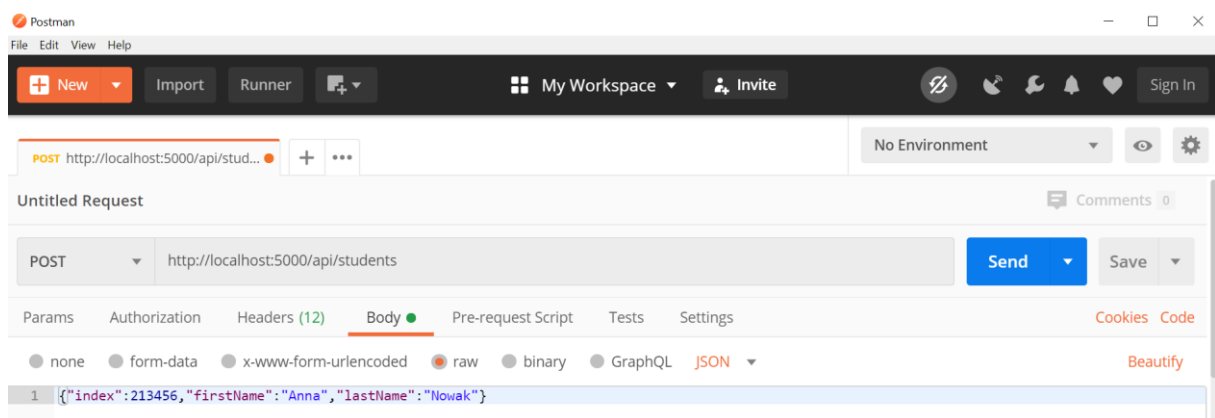 Postman
File Edit View Help
New Import Runner My Workspace Invite Sign In
POST http://localhost:5000/api/stud... No Environment
Untitled Request Comments 0
POST http://localhost:5000/api/students Send Save
Params Authorization Headers (12) Body Pre-request Script Tests Settings Cookies Code
none form-data x-www-form-urlencoded raw binary GraphQL JSON Beautify
1 {"index":213456,"firstName":"Anna","lastName":"Nowak"}